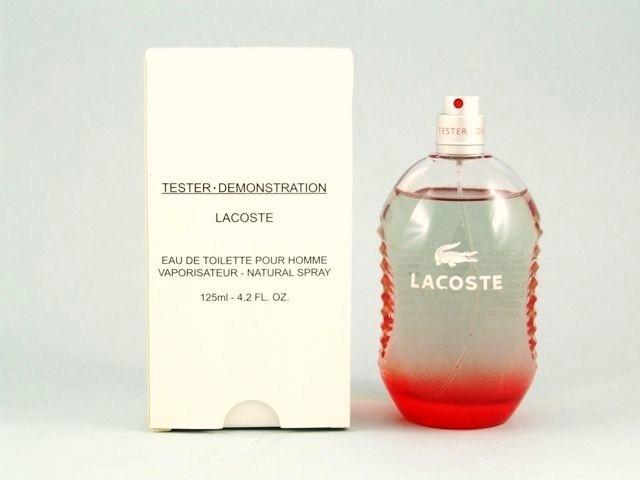 TESTER·DEMONSTRATION
LACOSTE
EAU DE TOILETTE POUR HOMME
VAPORISATEUR - NATURAL SPRAY
125ml - 4.2 FL. OZ.
TESTER
LACOSTE